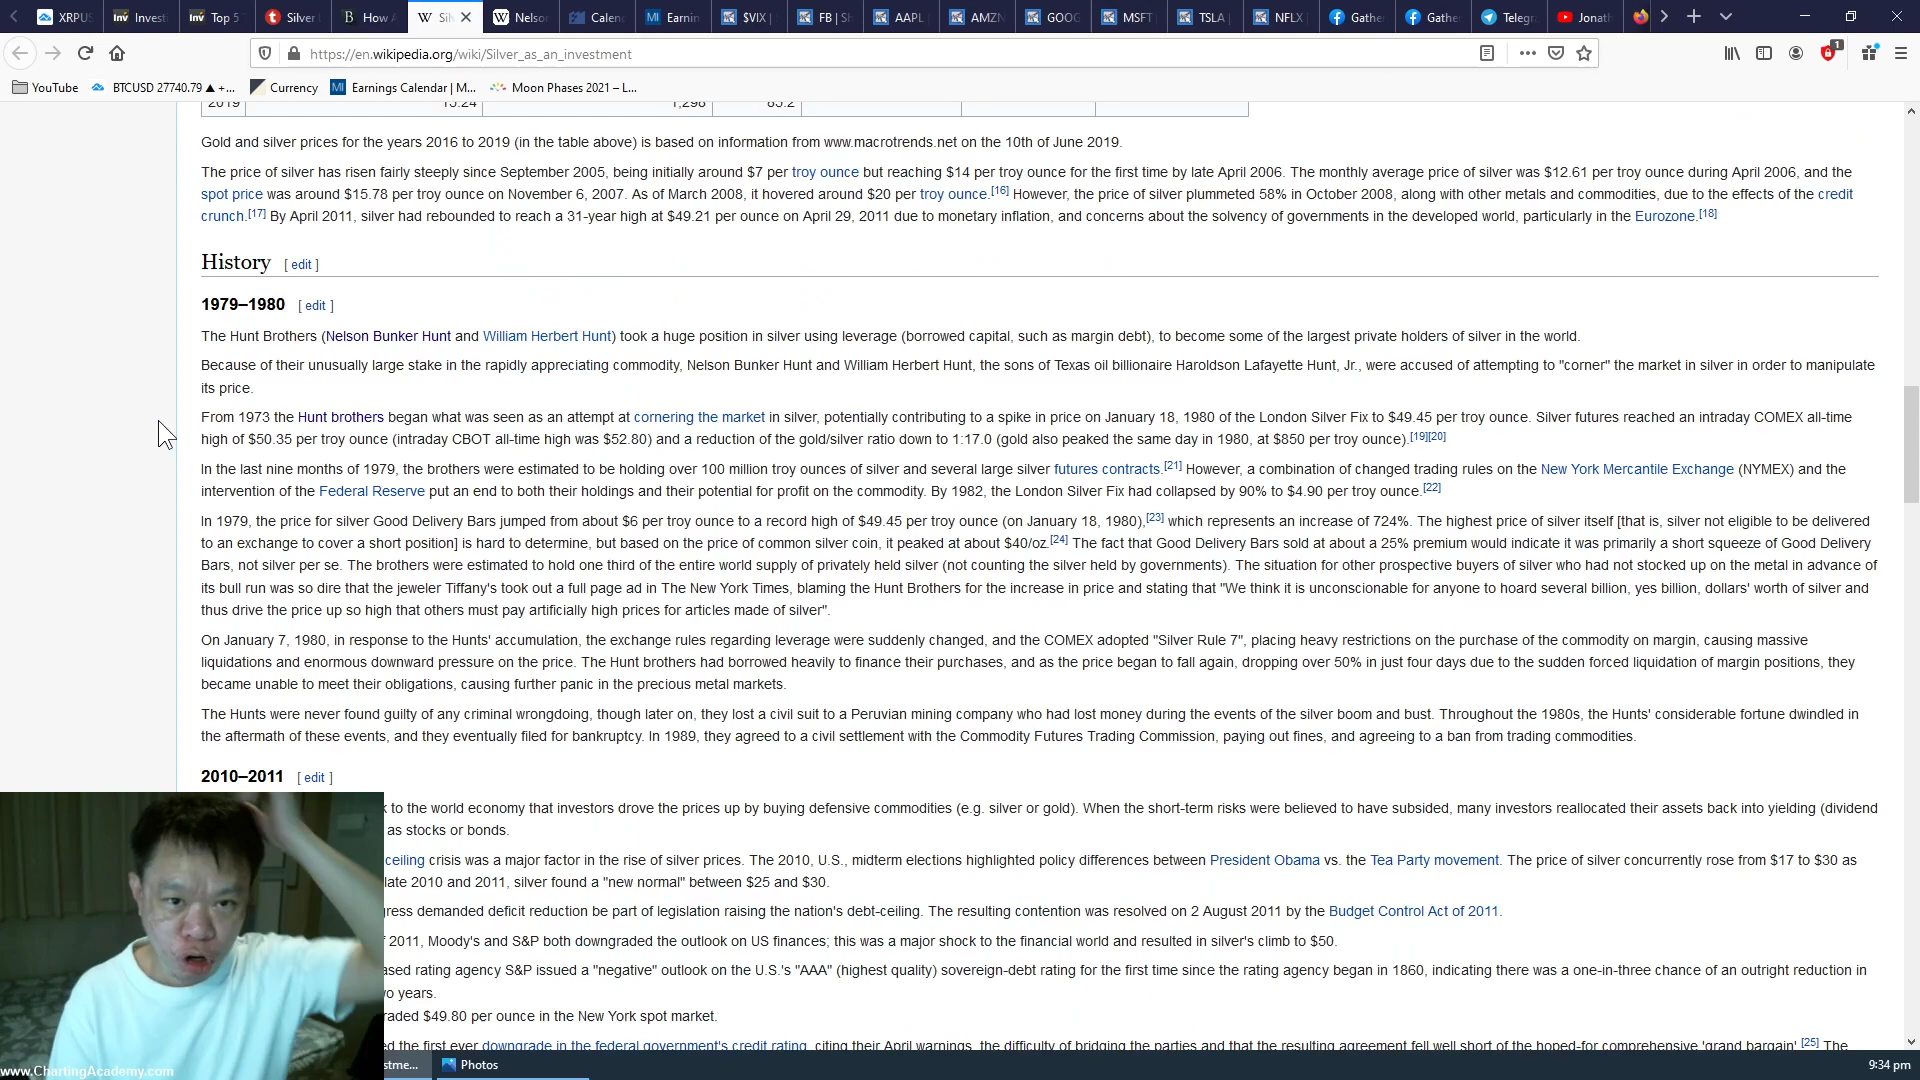 XRPUS
Investi
Top 5
Silver
How
Sil
Nelson
Calenc
Earnin
$VIX |
FB | Sh
AAPL
AMZN
GOOG
MSFT
TSLA |
NFLX |
Gather
Gathe
Telegr
Jonath
https://en.wikipedia.org/wiki/Silver_as_an_investment
1
YouTube
BTCUSD 27740.79 ▲ +...
Currency
Earnings Calendar | M...
Moon Phases 2021 – L...
2019 15.24 1,298 85.2
Gold and silver prices for the years 2016 to 2019 (in the table above) is based on information from www.macrotrends.net on the 10th of June 2019.
The price of silver has risen fairly steeply since September 2005, being initially around $7 per troy ounce but reaching $14 per troy ounce for the first time by late April 2006. The monthly average price of silver was $12.61 per troy ounce during April 2006, and the
spot price was around $15.78 per troy ounce on November 6, 2007. As of March 2008, it hovered around $20 per troy ounce.[16] However, the price of silver plummeted 58% in October 2008, along with other metals and commodities, due to the effects of the credit
crunch.[17] By April 2011, silver had rebounded to reach a 31-year high at $49.21 per ounce on April 29, 2011 due to monetary inflation, and concerns about the solvency of governments in the developed world, particularly in the Eurozone.[18]
History [ edit ]
1979–1980 [ edit ]
The Hunt Brothers (Nelson Bunker Hunt and William Herbert Hunt) took a huge position in silver using leverage (borrowed capital, such as margin debt), to become some of the largest private holders of silver in the world.
Because of their unusually large stake in the rapidly appreciating commodity, Nelson Bunker Hunt and William Herbert Hunt, the sons of Texas oil billionaire Haroldson Lafayette Hunt, Jr., were accused of attempting to "corner" the market in silver in order to manipulate
its price.
From 1973 the Hunt brothers began what was seen as an attempt at cornering the market in silver, potentially contributing to a spike in price on January 18, 1980 of the London Silver Fix to $49.45 per troy ounce. Silver futures reached an intraday COMEX all-time
high of $50.35 per troy ounce (intraday CBOT all-time high was $52.80) and a reduction of the gold/silver ratio down to 1:17.0 (gold also peaked the same day in 1980, at $850 per troy ounce).[19][20]
In the last nine months of 1979, the brothers were estimated to be holding over 100 million troy ounces of silver and several large silver futures contracts.[21] However, a combination of changed trading rules on the New York Mercantile Exchange (NYMEX) and the
intervention of the Federal Reserve put an end to both their holdings and their potential for profit on the commodity. By 1982, the London Silver Fix had collapsed by 90% to $4.90 per troy ounce.[22]
In 1979, the price for silver Good Delivery Bars jumped from about $6 per troy ounce to a record high of $49.45 per troy ounce (on January 18, 1980),[23] which represents an increase of 724%. The highest price of silver itself [that is, silver not eligible to be delivered
to an exchange to cover a short position] is hard to determine, but based on the price of common silver coin, it peaked at about $40/oz.[24] The fact that Good Delivery Bars sold at about a 25% premium would indicate it was primarily a short squeeze of Good Delivery
Bars, not silver per se. The brothers were estimated to hold one third of the entire world supply of privately held silver (not counting the silver held by governments). The situation for other prospective buyers of silver who had not stocked up on the metal in advance of
its bull run was so dire that the jeweler Tiffany's took out a full page ad in The New York Times, blaming the Hunt Brothers for the increase in price and stating that "We think it is unconscionable for anyone to hoard several billion, yes billion, dollars' worth of silver and
thus drive the price up so high that others must pay artificially high prices for articles made of silver".
On January 7, 1980, in response to the Hunts' accumulation, the exchange rules regarding leverage were suddenly changed, and the COMEX adopted "Silver Rule 7", placing heavy restrictions on the purchase of the commodity on margin, causing massive
liquidations and enormous downward pressure on the price. The Hunt brothers had borrowed heavily to finance their purchases, and as the price began to fall again, dropping over 50% in just four days due to the sudden forced liquidation of margin positions, they
became unable to meet their obligations, causing further panic in the precious metal markets.
The Hunts were never found guilty of any criminal wrongdoing, though later on, they lost a civil suit to a Peruvian mining company who had lost money during the events of the silver boom and bust. Throughout the 1980s, the Hunts' considerable fortune dwindled in
the aftermath of these events, and they eventually filed for bankruptcy. In 1989, they agreed to a civil settlement with the Commodity Futures Trading Commission, paying out fines, and agreeing to a ban from trading commodities.
2010–2011 [ edit ]
k to the world economy that investors drove the prices up by buying defensive commodities (e.g. silver or gold). When the short-term risks were believed to have subsided, many investors reallocated their assets back into yielding (dividend
as stocks or bonds.
ceiling crisis was a major factor in the rise of silver prices. The 2010, U.S., midterm elections highlighted policy differences between President Obama vs. the Tea Party movement. The price of silver concurrently rose from $17 to $30 as
late 2010 and 2011, silver found a "new normal" between $25 and $30.
gress demanded deficit reduction be part of legislation raising the nation's debt-ceiling. The resulting contention was resolved on 2 August 2011 by the Budget Control Act of 2011.
f 2011, Moody's and S&P both downgraded the outlook on US finances; this was a major shock to the financial world and resulted in silver's climb to $50.
ased rating agency S&P issued a "negative" outlook on the U.S.'s "AAA" (highest quality) sovereign-debt rating for the first time since the rating agency began in 1860, indicating there was a one-in-three chance of an outright reduction in
wo years.
raded $49.80 per ounce in the New York spot market.
ed the first ever downgrade in the federal government's credit rating, citing their April warnings, the difficulty of bridging the parties and that the resulting agreement fell well short of the hoped-for comprehensive 'grand bargain'.[25] The
www.ChartingAcademy.com
stme...
Photos
9:34 pm